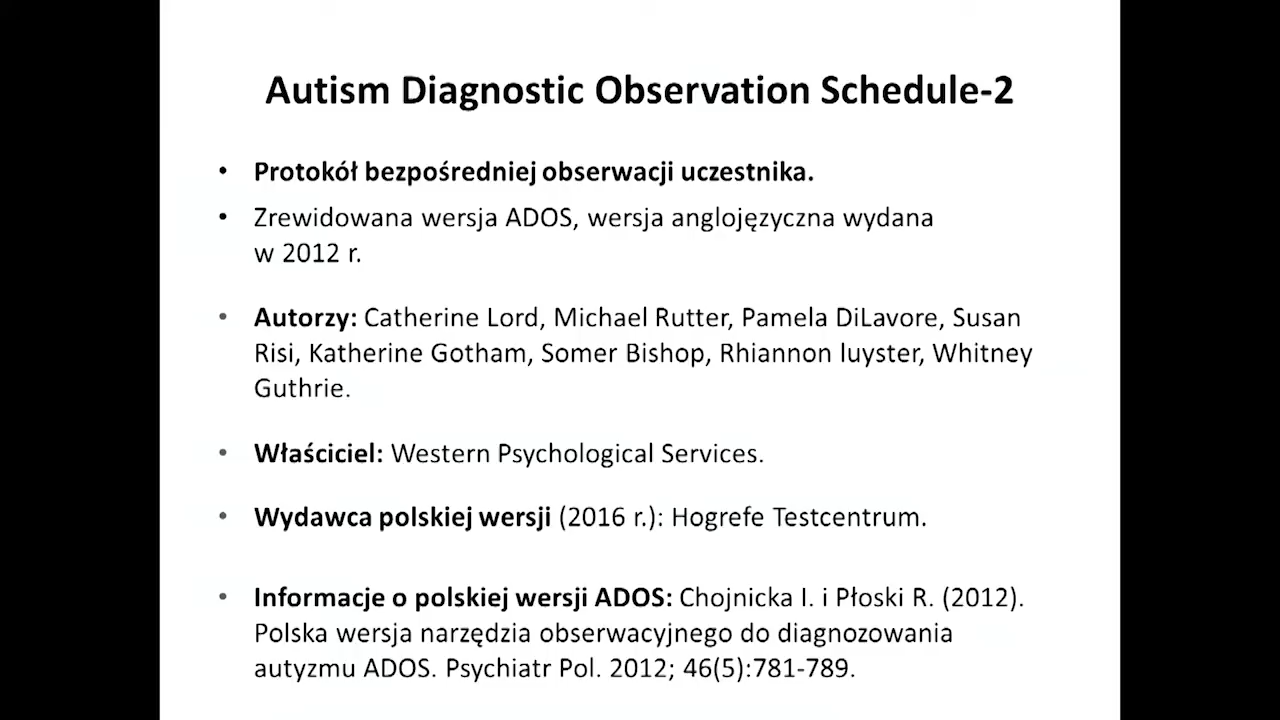 Autism Diagnostic Observation Schedule-2
• Protokół bezpośredniej obserwacji uczestnika.
• Zrewidowana wersja ADOS, wersja anglojęzyczna wydana
w 2012 r.
• Autorzy: Catherine Lord, Michael Rutter, Pamela DiLavore, Susan
Risi, Katherine Gotham, Somer Bishop, Rhiannon luyster, Whitney
Guthrie.
• Właściciel: Western Psychological Services.
• Wydawca polskiej wersji (2016 r.): Hogrefe Testcentrum.
• Informacje o polskiej wersji ADOS: Chojnicka I. i Płoski R. (2012).
Polska wersja narzędzia obserwacyjnego do diagnozowania
autyzmu ADOS. Psychiatr Pol. 2012; 46(5):781-789.